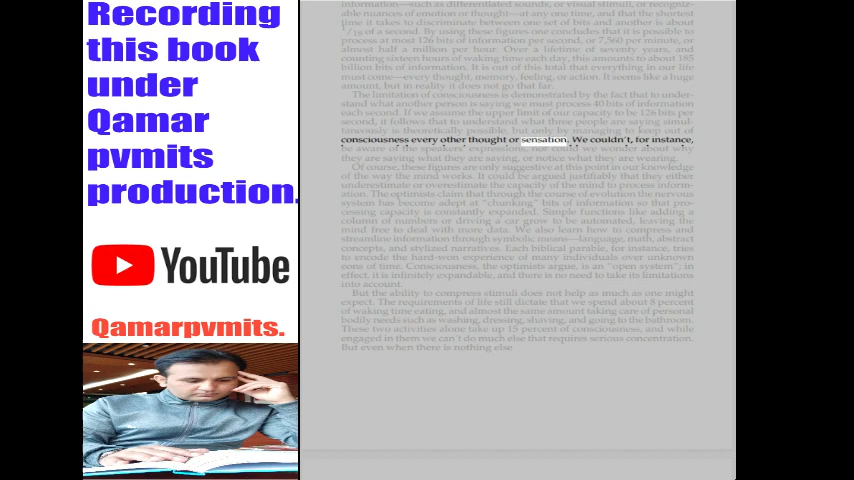 Recording
this book
under
Qamar
pvmits
production.
YouTube
Qamarpvmits.
information—such as differentiated sounds, or visual stimuli, or recogniz-
able nuances of emotion or thought—at any one time, and that the shortest
time it takes to discriminate between one set of bits and another is about
1/18 of a second. By using these figures one concludes that it is possible to
process at most 126 bits of information per second, or 7,560 per minute, or
almost half a million per hour. Over a lifetime of seventy years, and
counting sixteen hours of waking time each day, this amounts to about 185
billion bits of information. It is out of this total that everything in our life
must come—every thought, memory, feeling, or action. It seems like a huge
amount, but in reality it does not go that far.
The limitation of consciousness is demonstrated by the fact that to under-
stand what another person is saying we must process 40 bits of information
each second. If we assume the upper limit of our capacity to be 126 bits per
second, it follows that to understand what three people are saying simul-
taneously is theoretically possible, but only by managing to keep out of
consciousness every other thought or sensation. We couldn't, for instance,
be aware of the speakers' expressions, nor could we wonder about why
they are saying what they are saying, or notice what they are wearing.
Of course, these figures are only suggestive at this point in our knowledge
of the way the mind works. It could be argued justifiably that they either
underestimate or overestimate the capacity of the mind to process inform-
ation. The optimists claim that through the course of evolution the nervous
system has become adept at "chunking" bits of information so that pro-
cessing capacity is constantly expanded. Simple functions like adding a
column of numbers or driving a car grow to be automated, leaving the
mind free to deal with more data. We also learn how to compress and
streamline information through symbolic means—language, math, abstract
concepts, and stylized narratives. Each biblical parable, for instance, tries
to encode the hard-won experience of many individuals over unknown
eons of time. Consciousness, the optimists argue, is an "open system"; in
effect, it is infinitely expandable, and there is no need to take its limitations
into account.
But the ability to compress stimuli does not help as much as one might
expect. The requirements of life still dictate that we spend about 8 percent
of waking time eating, and almost the same amount taking care of personal
bodily needs such as washing, dressing, shaving, and going to the bathroom.
These two activities alone take up 15 percent of consciousness, and while
engaged in them we can't do much else that requires serious concentration.
But even when there is nothing else